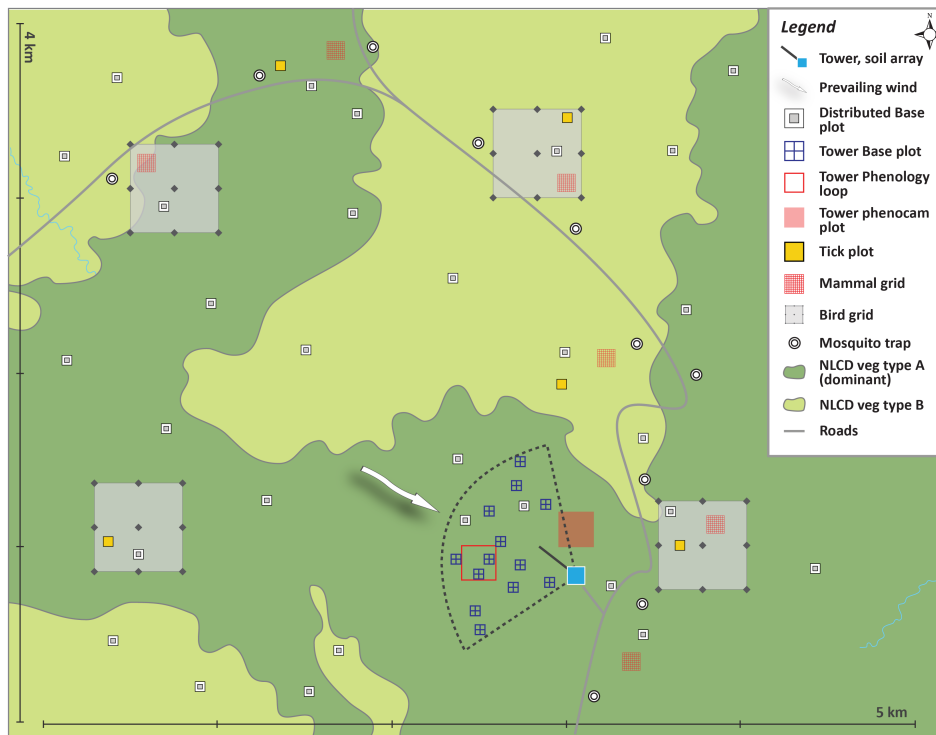 4 km
Legend
N
Tower, soil array
Prevailing wind
Distributed Base
plot
Tower Base plot
Tower Phenology
loop
Tower phenocam
plot
Tick plot
Mammal grid
Bird grid
Mosquito trap
NLCD veg type A
(dominant)
NLCD veg type B
Roads
5 km